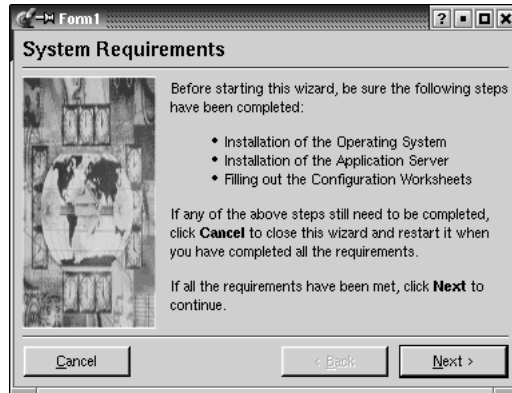 Form1
System Requirements
Before starting this wizard, be sure the following steps
have been completed:
• Installation of the Operating System
• Installation of the Application Server
• Filling out the Configuration Worksheets
If any of the above steps still need to be completed,
click Cancel to close this wizard and restart it when
you have completed all the requirements.
If all the requirements have been met, click Next to
continue.
Cancel
< Back
Next >